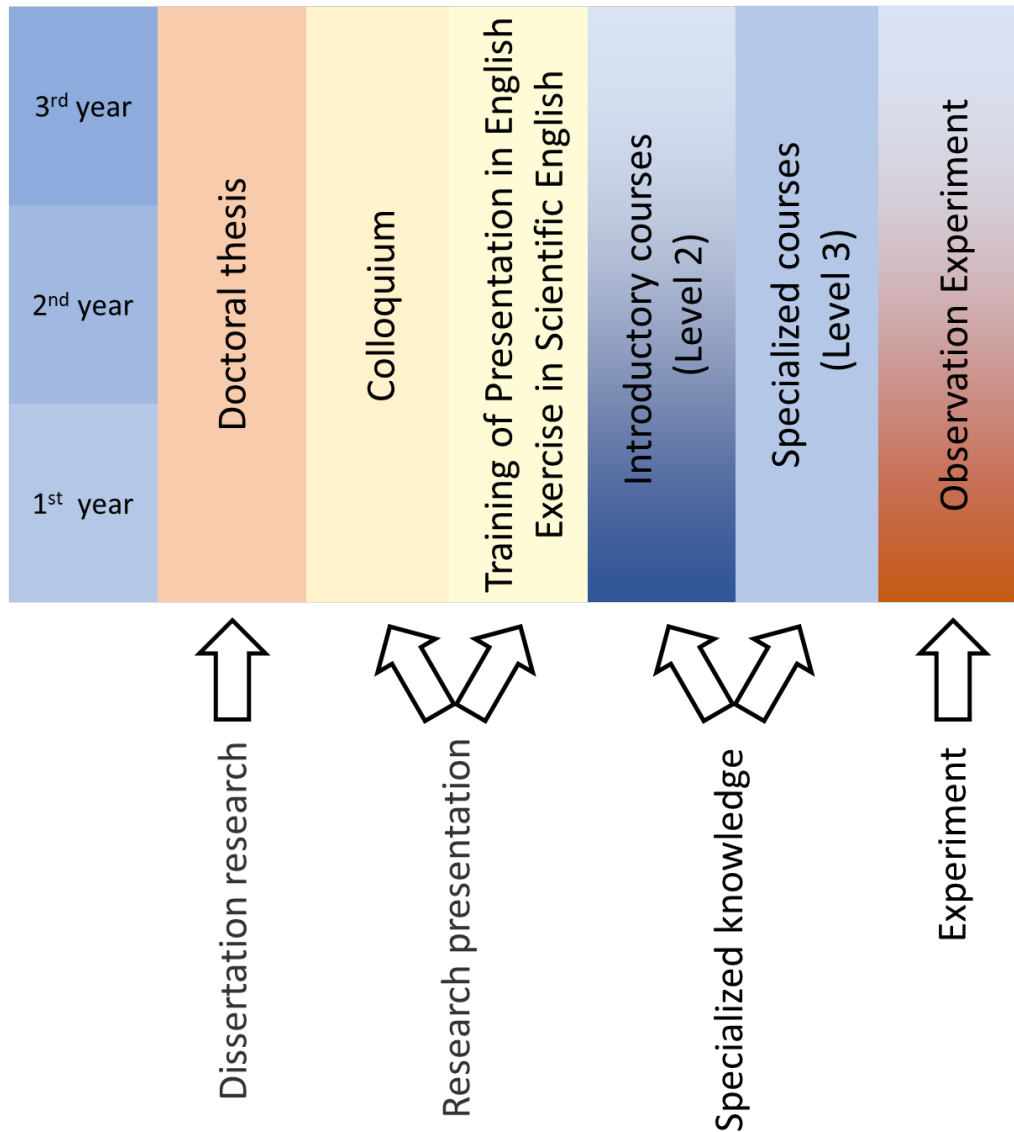 3rd year
2nd year
1st year
Doctoral thesis
Colloquium
Training of Presentation in English
Exercise in Scientific English
Introductory courses
(Level 2)
Specialized courses
(Level 3)
Observation Experiment
Dissertation research
Research presentation
Specialized knowledge
Experiment